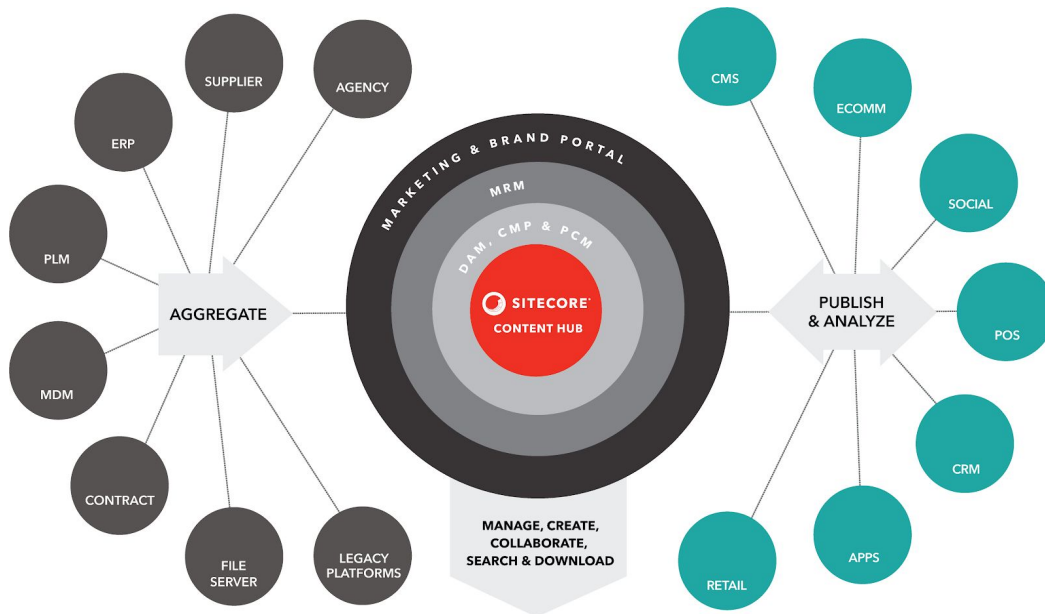 SUPPLIER
AGENCY
ERP
PLM
MDM
CONTRACT
FILE
SERVER
LEGACY
PLATFORMS
AGGREGATE
MARKETING & BRAND PORTAL
MRM
DAM, CMP & PCM
SITECORE
CONTENT HUB
MANAGE, CREATE,
COLLABORATE,
SEARCH & DOWNLOAD
PUBLISH
& ANALYZE
CMS
ECOMM
SOCIAL
POS
CRM
APPS
RETAIL